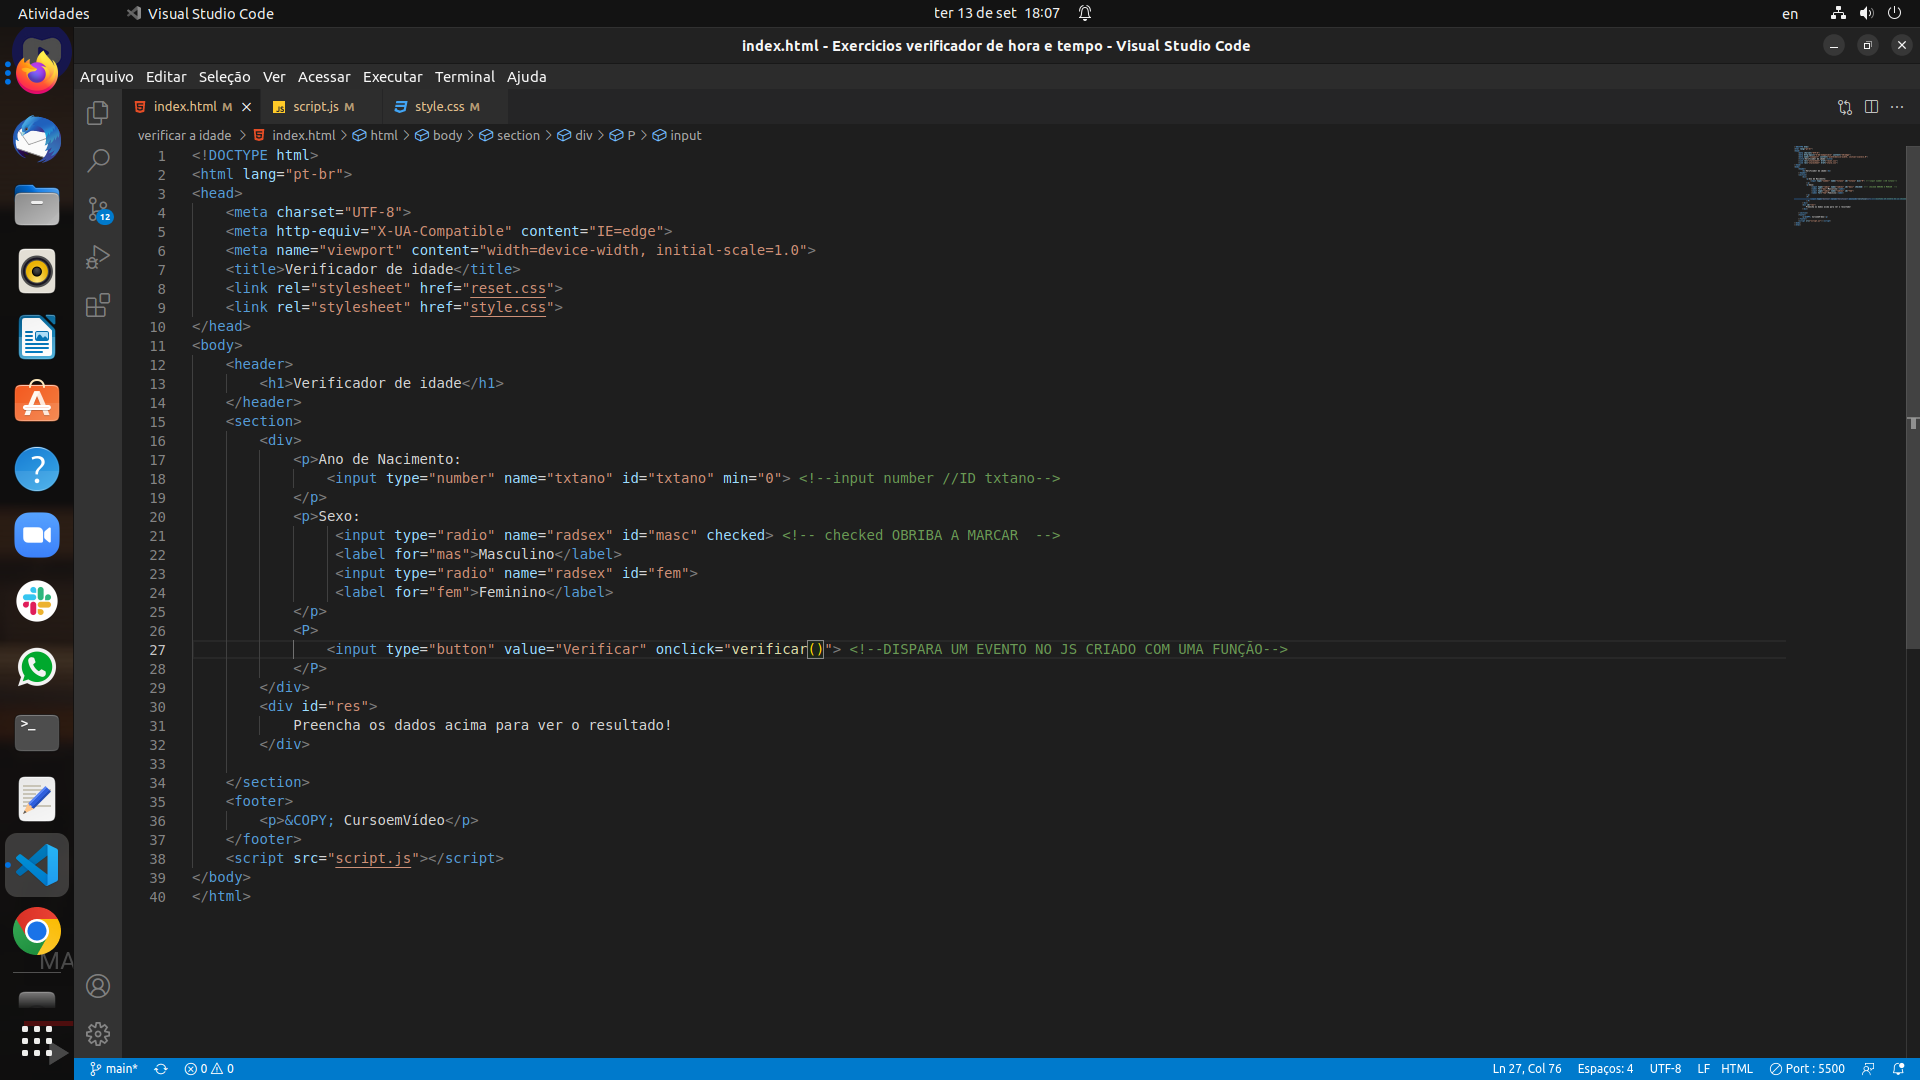 Atividades Visual Studio Code ter 13 de set 18:07 en
index.html - Exercicios verificador de hora e tempo - Visual Studio Code
Arquivo Editar Seleção Ver Acessar Executar Terminal Ajuda
index.html M script.js M style.css M
verificar a idade > index.html > html > body > section > div > P > input
1 <!DOCTYPE html>
2 <html lang="pt-br">
3 <head>
4 <meta charset="UTF-8">
5 <meta http-equiv="X-UA-Compatible" content="IE=edge">
6 <meta name="viewport" content="width=device-width, initial-scale=1.0">
7 <title>Verificador de idade</title>
8 <link rel="stylesheet" href="reset.css">
9 <link rel="stylesheet" href="style.css">
10 </head>
11 <body>
12 <header>
13 <h1>Verificador de idade</h1>
14 </header>
15 <section>
16 <div>
17 <p>Ano de Nacimento:
18 <input type="number" name="txtano" id="txtano" min="0"> <!--input number //ID txtano-->
19 </p>
20 <p>Sexo:
21 <input type="radio" name="radsex" id="masc" checked> <!-- checked OBRIBA A MARCAR  -->
22 <label for="mas">Masculino</label>
23 <input type="radio" name="radsex" id="fem">
24 <label for="fem">Feminino</label>
25 </p>
26 <P>
27 <input type="button" value="Verificar" onclick="verificar()"> <!--DISPARA UM EVENTO NO JS CRIADO COM UMA FUNÇÃO-->
28 </P>
29 </div>
30 <div id="res">
31 Preencha os dados acima para ver o resultado!
32 </div>
33
34 </section>
35 <footer>
36 <p>&COPY; CursoemVídeo</p>
37 </footer>
38 <script src="script.js"></script>
39 </body>
40 </html>
12
MA
main* 0 0 Ln 27, Col 76 Espaços: 4 UTF-8 LF HTML Port : 5500